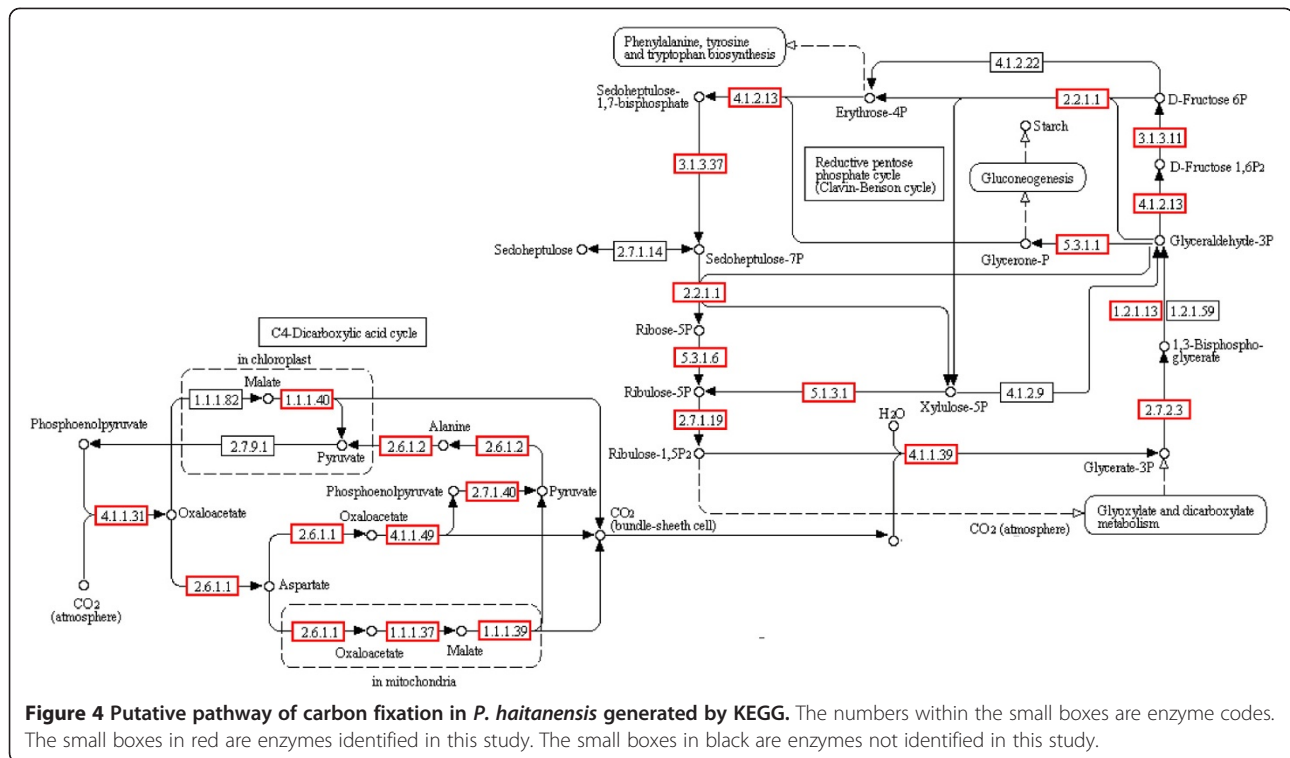 Phenylalanine, tyrosine
and tryptophan biosynthesis
4.1.2.22
Sedoheptulose-
1,7-bisphosphate
4.1.2.13
Erythrose-4P
2.2.1.1
D-Fructose 6P
Starch
3.1.3.11
3.1.3.37
Reductive pentose
phosphate cycle
(Clavin-Benson cycle)
Gluconeogenesis
D-Fructose 1,6P2
4.1.2.13
Sedoheptulose
2.7.1.14
Sedoheptulose-7P
Glycerone-P
5.3.1.1
Glyceraldehyde-3P
2.2.1.1
1.2.1.13
1.2.1.59
C4-Dicarboxylic acid cycle
Ribose-5P
1,3-Bisphospho-
glycerate
in chloroplast
5.3.1.6
Malate
1.1.1.82
1.1.1.40
Ribulose-5P
5.1.3.1
Xylulose-5P
4.1.2.9
2.7.2.3
Phosphoenolpyruvate
Alanine
2.7.1.19
H2O
2.7.9.1
Pyruvate
2.6.1.2
2.6.1.2
Ribulose-1,5P2
4.1.1.39
Glycerate-3P
Phosphoenolpyruvate
2.7.1.40
Pyruvate
4.1.1.31
Oxaloacetate
Oxaloacetate
CO2
(bundle-sheeth cell)
CO2 (atmosphere)
Glyoxylate and dicarboxylate
metabolism
2.6.1.1
4.1.1.49
2.6.1.1
Aspartate
CO2
(atmosphere)
2.6.1.1
1.1.1.37
1.1.1.39
Oxaloacetate
Malate
in mitochondria
Figure 4 Putative pathway of carbon fixation in P. haitanensis generated by KEGG. The numbers within the small boxes are enzyme codes.
The small boxes in red are enzymes identified in this study. The small boxes in black are enzymes not identified in this study.